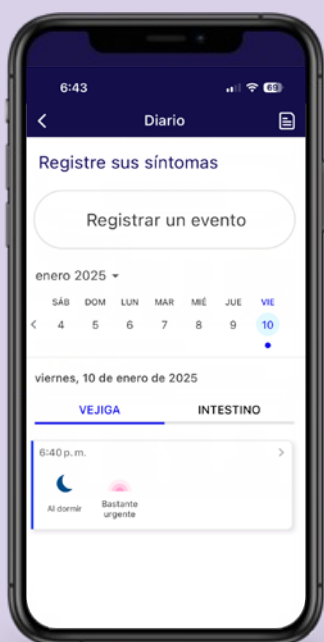 6:43
69
Diario
Registre sus síntomas
Registrar un evento
enero 2025
SÁB DOM LUN MAR MIÉ JUE VIE
4 5 6 7 8 9 10
viernes, 10 de enero de 2025
VEJIGA INTESTINO
6:40 p. m.
Al dormir Bastante
urgente